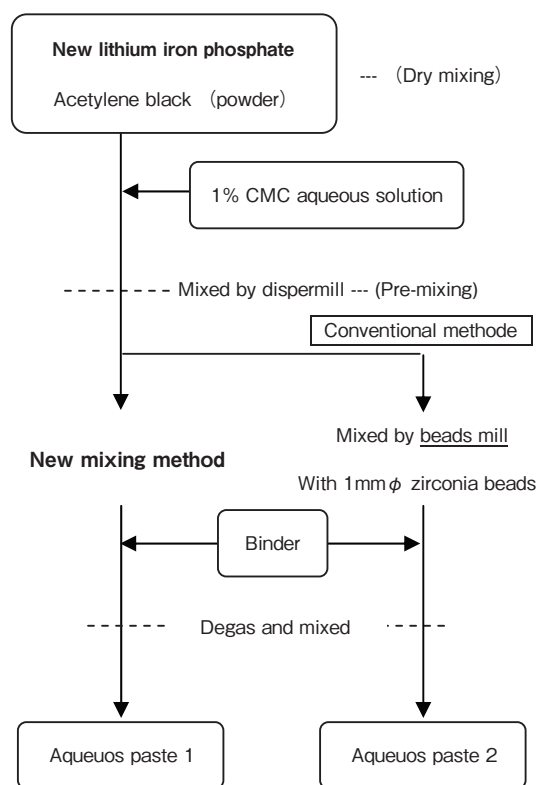 New lithium iron phosphate
Acetylene black （powder）
--- （Dry mixing）
1% CMC aqueous solution
Mixed by dispermill --- (Pre-mixing)
Conventional methode
Mixed by beads mill
New mixing method
With 1mmφ zirconia beads
Binder
Degas and mixed
Aqueuos paste 1
Aqueuos paste 2